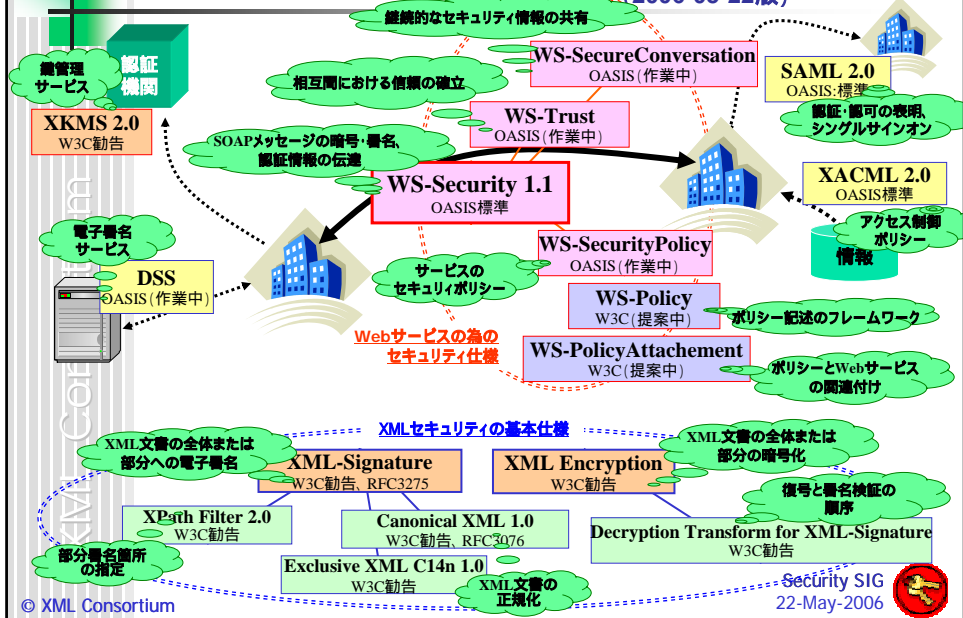 (2006-05-22版)
継続的なセキュリティ情報の共有
WS-SecureConversation
OASIS(作業中)
鍵管理
サービス
認証
機関
XKMS 2.0
W3C勧告
相互間における信頼の確立
WS-Trust
OASIS(作業中)
SAML 2.0
OASIS:標準
認証・認可の表明、
シングルサインオン
SOAPメッセージの暗号・署名、
認証情報の伝達
WS-Security 1.1
OASIS標準
XACML 2.0
OASIS標準
アクセス制御
ポリシー
情報
電子署名
サービス
DSS
OASIS(作業中)
WS-SecurityPolicy
OASIS(作業中)
サービスの
セキュリィポリシー
WS-Policy
W3C(提案中)
ポリシー記述のフレームワーク
Webサービスの為の
セキュリティ仕様
WS-PolicyAttachement
W3C(提案中)
ポリシーとWebサービス
の関連付け
XMLセキュリティの基本仕様
XML文書の全体または
部分への電子署名
XML-Signature
W3C勧告、RFC3275
XML Encryption
W3C勧告
XML文書の全体または
部分の暗号化
復号と署名検証の
順序
XPath Filter 2.0
W3C勧告
Canonical XML 1.0
W3C勧告、RFC3076
Decryption Transform for XML-Signature
W3C勧告
部分署名箇所
の指定
Exclusive XML C14n 1.0
W3C勧告
XML文書の
正規化
© XML Consortium
Security SIG
22-May-2006